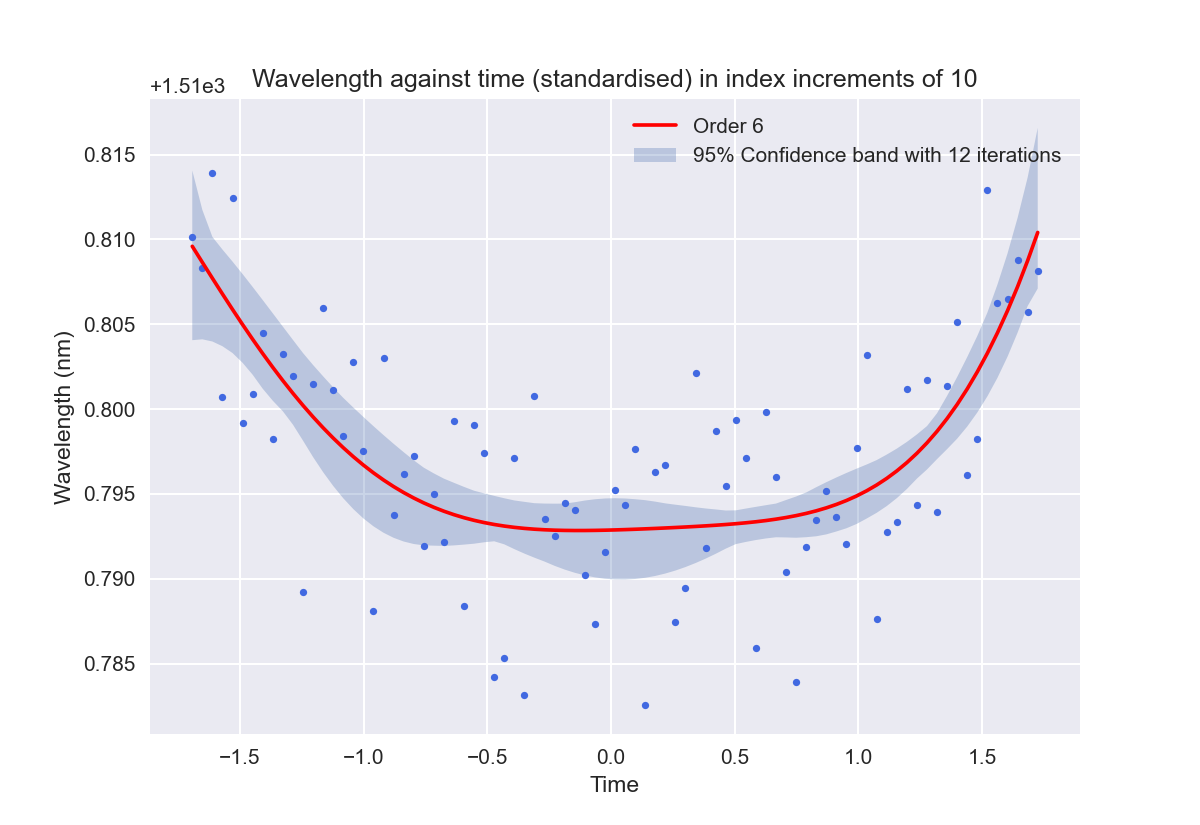 +1.51e3
Wavelength against time (standardised) in index increments of 10
Order 6
95% Confidence band with 12 iterations
0.815
0.810
0.805
0.800
0.795
0.790
0.785
Wavelength (nm)
−1.5
−1.0
−0.5
0.0
0.5
1.0
1.5
Time